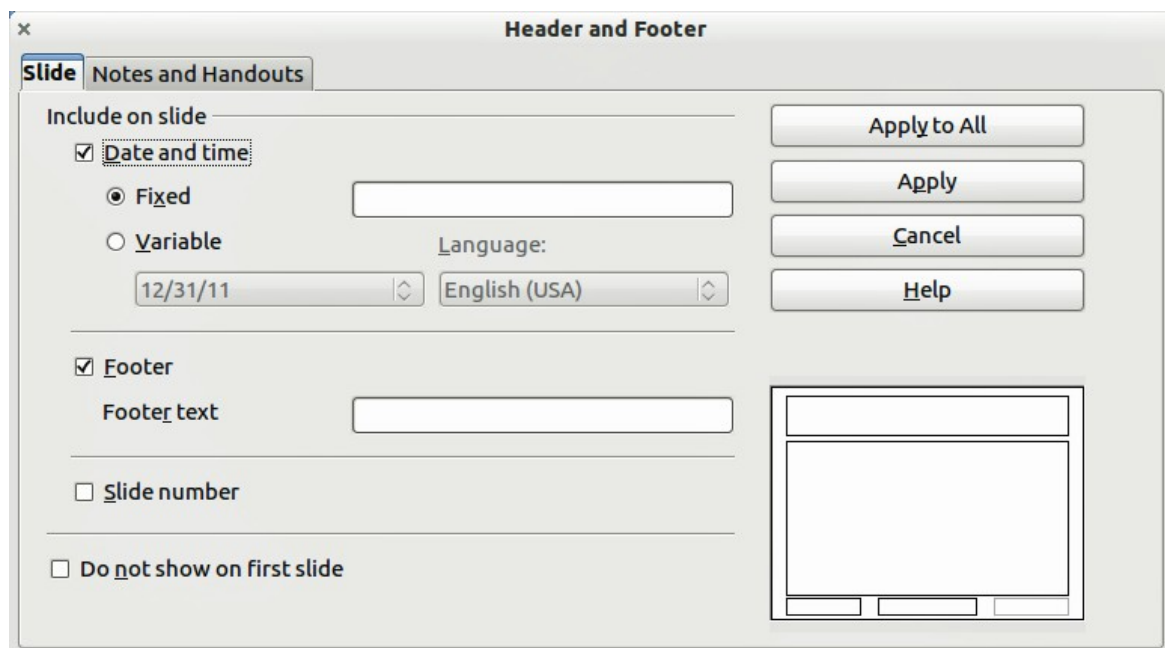 Header and Footer
Slide Notes and Handouts
Include on slide
Apply to All
Date and time
Fixed
Apply
Variable
Language:
Cancel
12/31/11
English (USA)
Help
Footer
Footer text
Slide number
Do not show on first slide